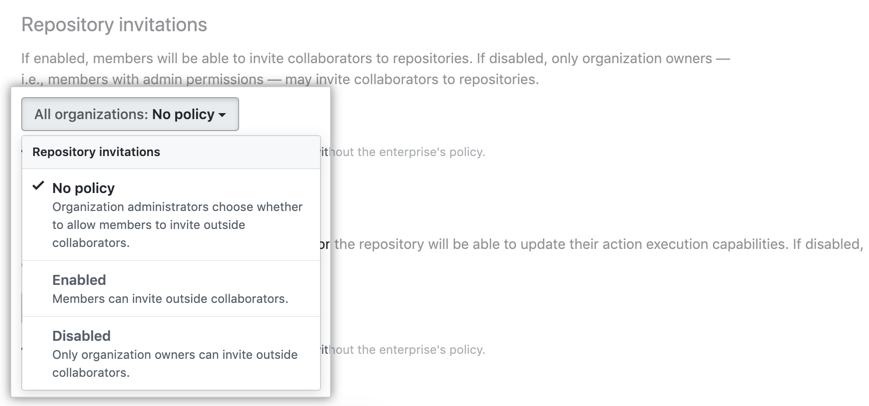 Repository invitations
If enabled, members will be able to invite collaborators to repositories. If disabled, only organization owners —
i.e., members with admin permissions — may invite collaborators to repositories.
All organizations: No policy
Repository invitations
without the enterprise's policy.
No policy
Organization administrators choose whether
to allow members to invite outside
collaborators.
or the repository will be able to update their action execution capabilities. If disabled,
Enabled
Members can invite outside collaborators.
Disabled
Only organization owners can invite outside
collaborators.
without the enterprise's policy.